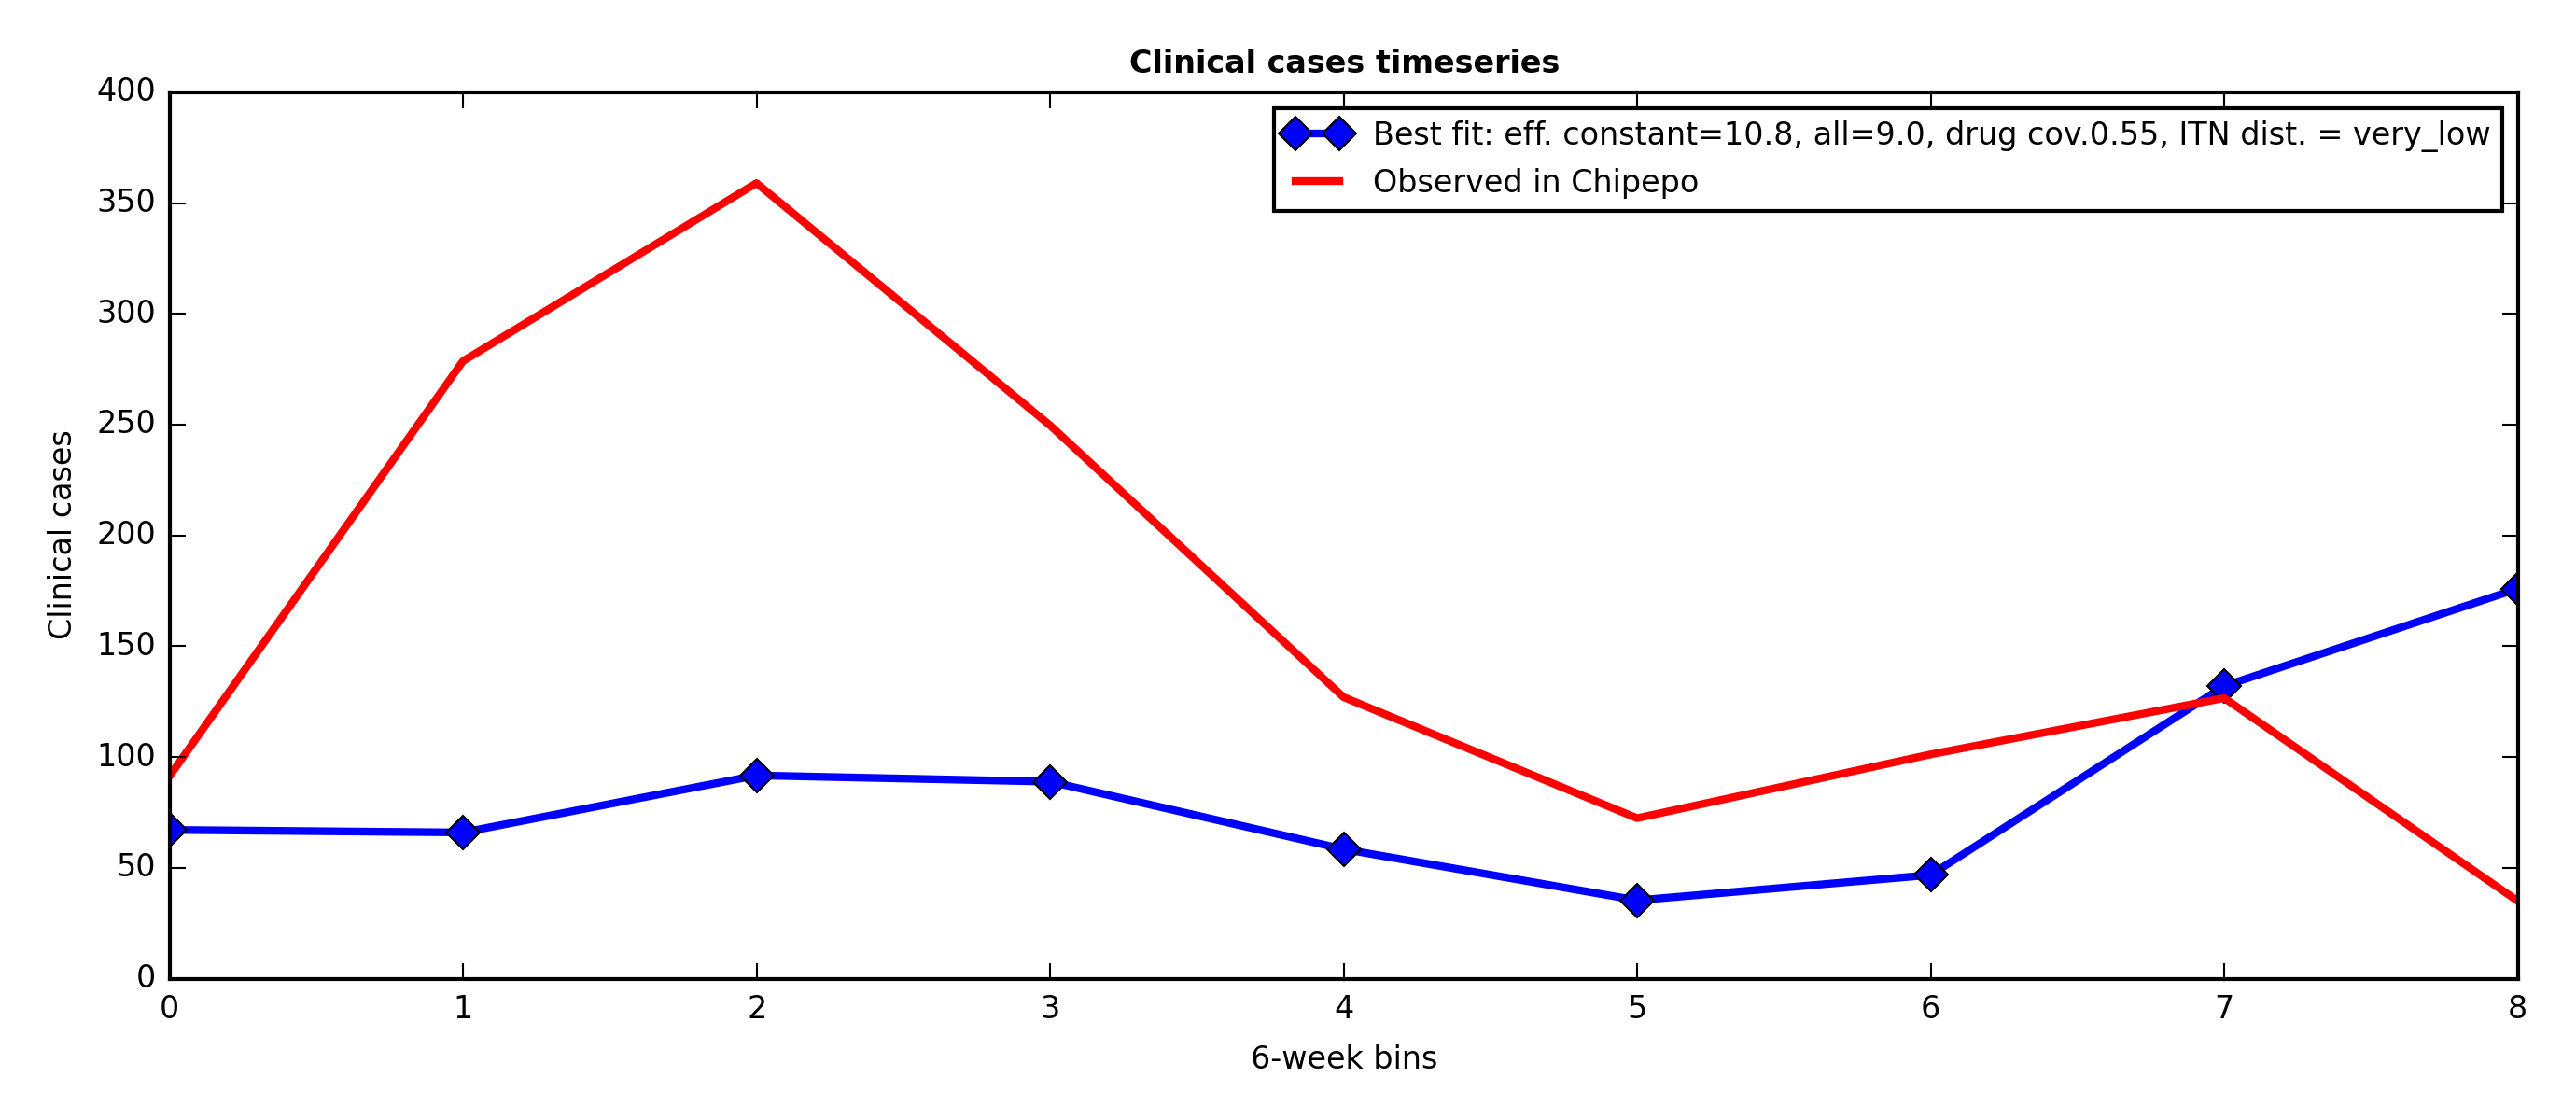 Clinical cases timeseries
400
350
300
250
200
150
100
50
0
Clinical cases
Best fit: eff. constant=10.8, all=9.0, drug cov.0.55, ITN dist. = very_low
Observed in Chipepo
0 1 2 3 4 5 6 7 8
6-week bins